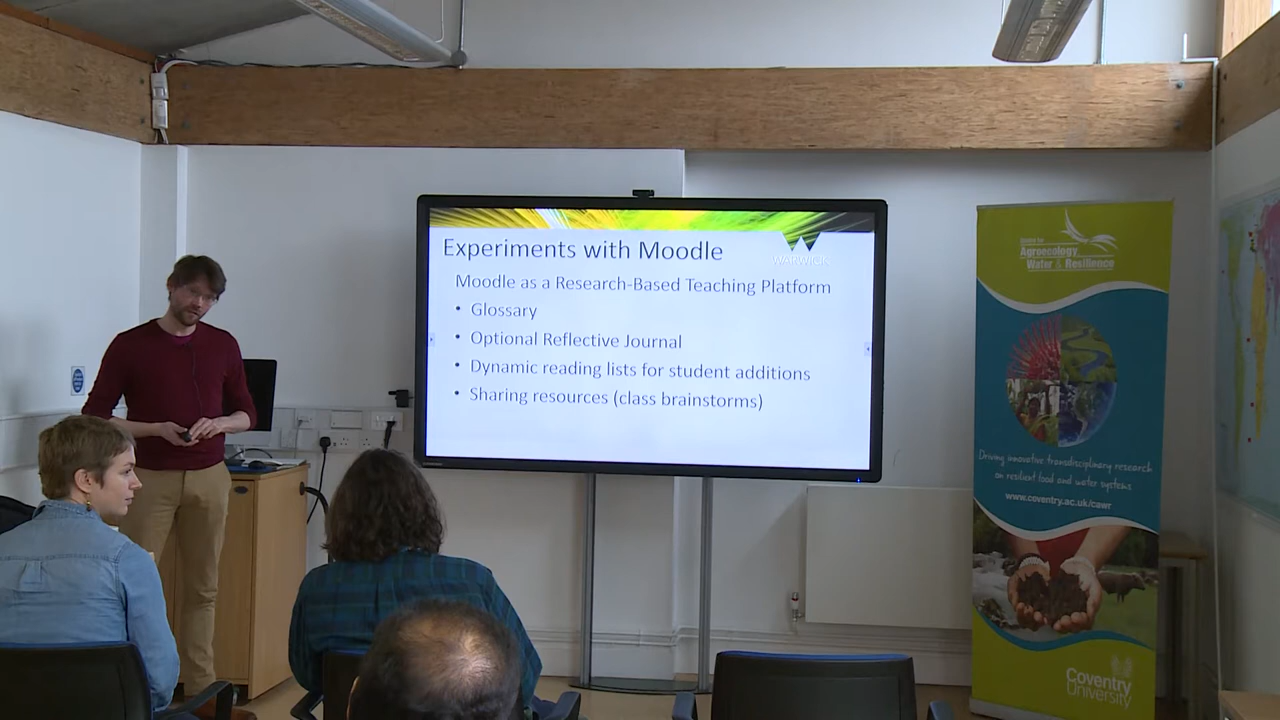 Experiments with Moodle
WARWICK
Moodle as a Research-Based Teaching Platform
• Glossary
• Optional Reflective Journal
• Dynamic reading lists for student additions
• Sharing resources (class brainstorms)
Centre for
Agroecology
Water & Resilience
Driving innovative transdisciplinary research
on resilient food and water systems
www.coventry.ac.uk/cawr
Coventry
University